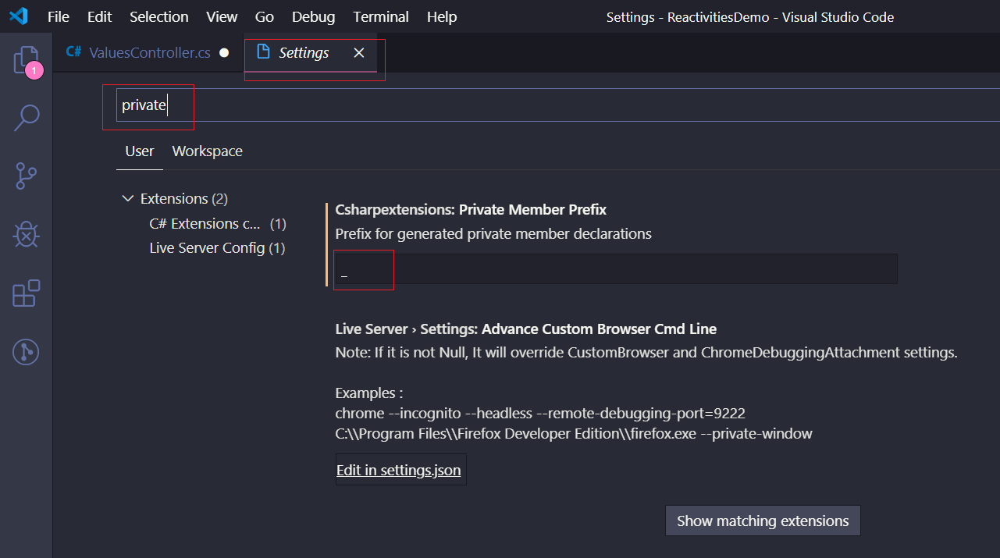 File Edit Selection View Go Debug Terminal Help Settings - ReactivitiesDemo - Visual Studio Code
C# ValuesController.cs Settings
1
private
User Workspace
Extensions (2)
C# Extensions c... (1)
Live Server Config (1)
Csharpextensions: Private Member Prefix
Prefix for generated private member declarations
_
Live Server › Settings: Advance Custom Browser Cmd Line
Note: If it is not Null, It will override CustomBrowser and ChromeDebuggingAttachment settings.
Examples :
chrome --incognito --headless --remote-debugging-port=9222
C:\\Program Files\\Firefox Developer Edition\\firefox.exe --private-window
Edit in settings.json
Show matching extensions